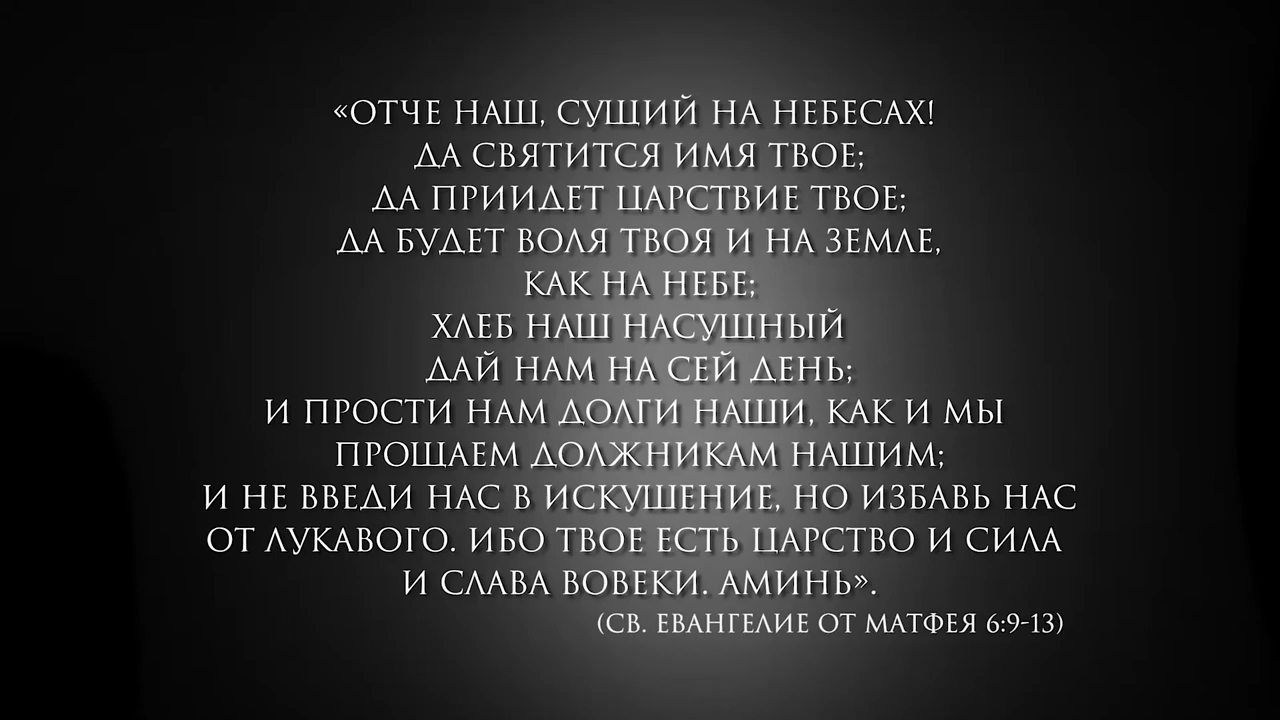 «ОТЧЕ НАШ, СУЩИЙ НА НЕБЕСАХ!
ДА СВЯТИТСЯ ИМЯ ТВОЕ;
ДА ПРИИДЕТ ЦАРСТВИЕ ТВОЕ;
ДА БУДЕТ ВОЛЯ ТВОЯ И НА ЗЕМЛЕ,
КАК НА НЕБЕ;
ХЛЕБ НАШ НАСУЩНЫЙ
ДАЙ НАМ НА СЕЙ ДЕНЬ;
И ПРОСТИ НАМ ДОЛГИ НАШИ, КАК И МЫ
ПРОЩАЕМ ДОЛЖНИКАМ НАШИМ;
И НЕ ВВЕДИ НАС В ИСКУШЕНИЕ, НО ИЗБАВЬ НАС
ОТ ЛУКАВОГО. ИБО ТВОЕ ЕСТЬ ЦАРСТВО И СИЛА
И СЛАВА ВОВЕКИ. АМИНЬ».
(СВ. ЕВАНГЕЛИЕ ОТ МАТФЕЯ 6:9-13)